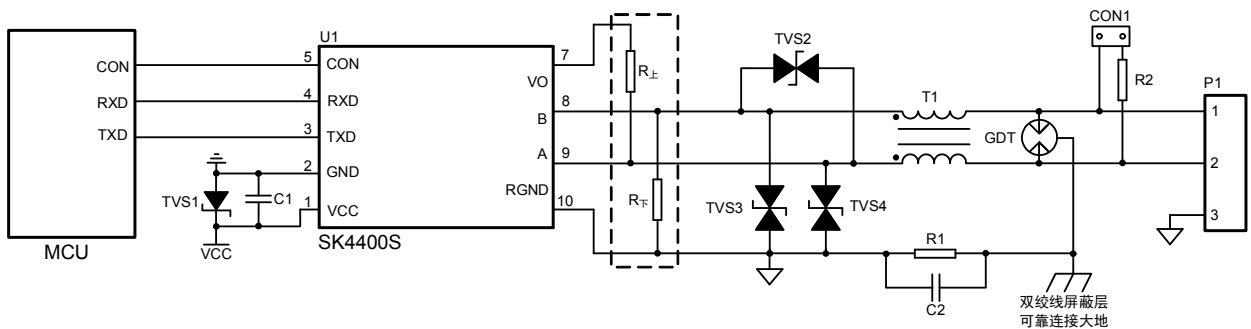 CON1
U1
TVS2
5
7
CON
CON
R上
R2
VO
T1
P1
4
8
RXD
RXD
1
B
GDT
3
TXD
TXD
9
A
2
2
GND
RGND
TVS1
C1
R下
10
TVS3
TVS4
1
VCC
3
R1
MCU
VCC
SK4400S
C2
双绞线屏蔽层
可靠连接大地